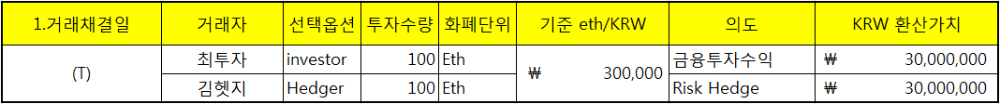 1.거래채결일 거래자 선택옵션 투자수량 화폐단위 기준 eth/KRW 의도 KRW 환산가치
(T) 최투자 investor 100 Eth ₩ 300,000 금융투자수익 ₩ 30,000,000
김헷지 Hedger 100 Eth Risk Hedge ₩ 30,000,000